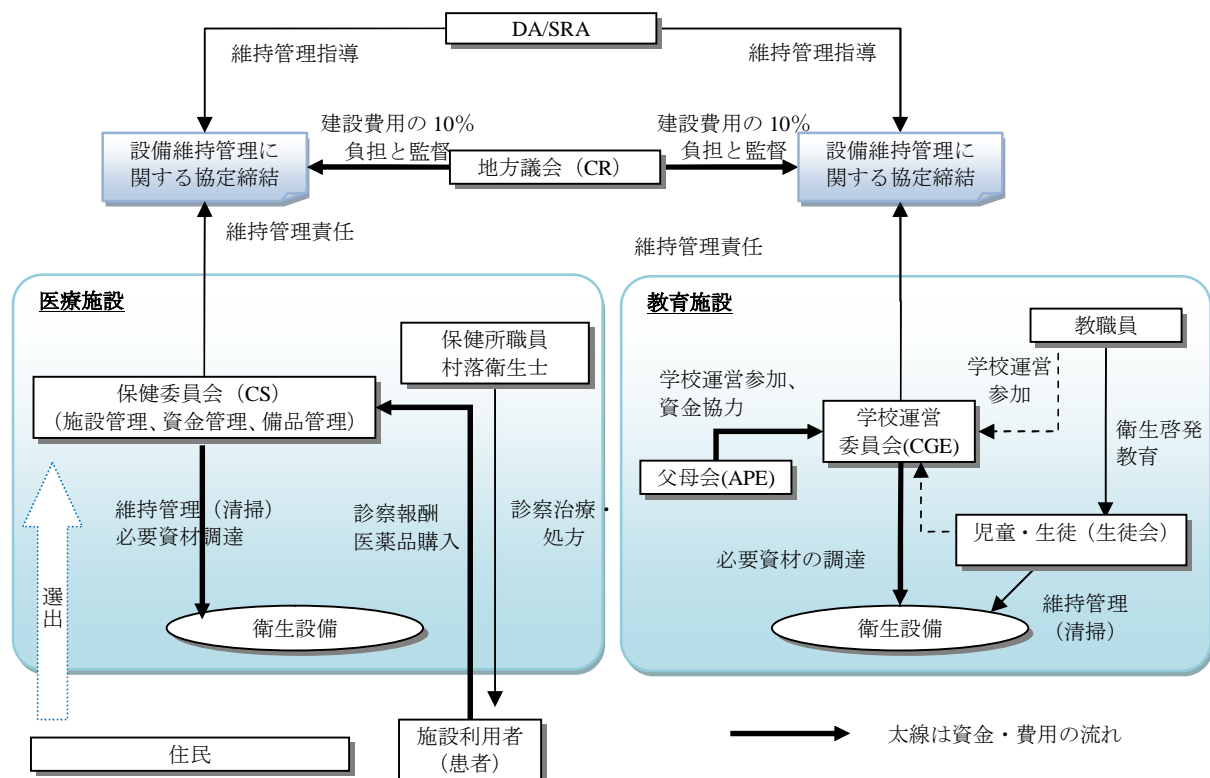 DA/SRA
維持管理指導
維持管理指導
建設費用の 10%
負担と監督
建設費用の 10%
負担と監督
設備維持管理に
関する協定締結
地方議会（CR）
設備維持管理に
関する協定締結
維持管理責任
維持管理責任
医療施設
保健所職員
村落衛生士
保健委員会（CS）
（施設管理、資金管理、備品管理）
維持管理（清掃）
必要資材調達
診察報酬
医薬品購入
診察治療・
処方
選出
衛生設備
住民
施設利用者
（患者）
教育施設
教職員
学校運営
参加
学校運営参加、
資金協力
学校運営
委員会(CGE)
父母会(APE)
衛生啓発
教育
児童・生徒（生徒会）
必要資材の調達
維持管理
（清掃）
衛生設備
太線は資金・費用の流れ